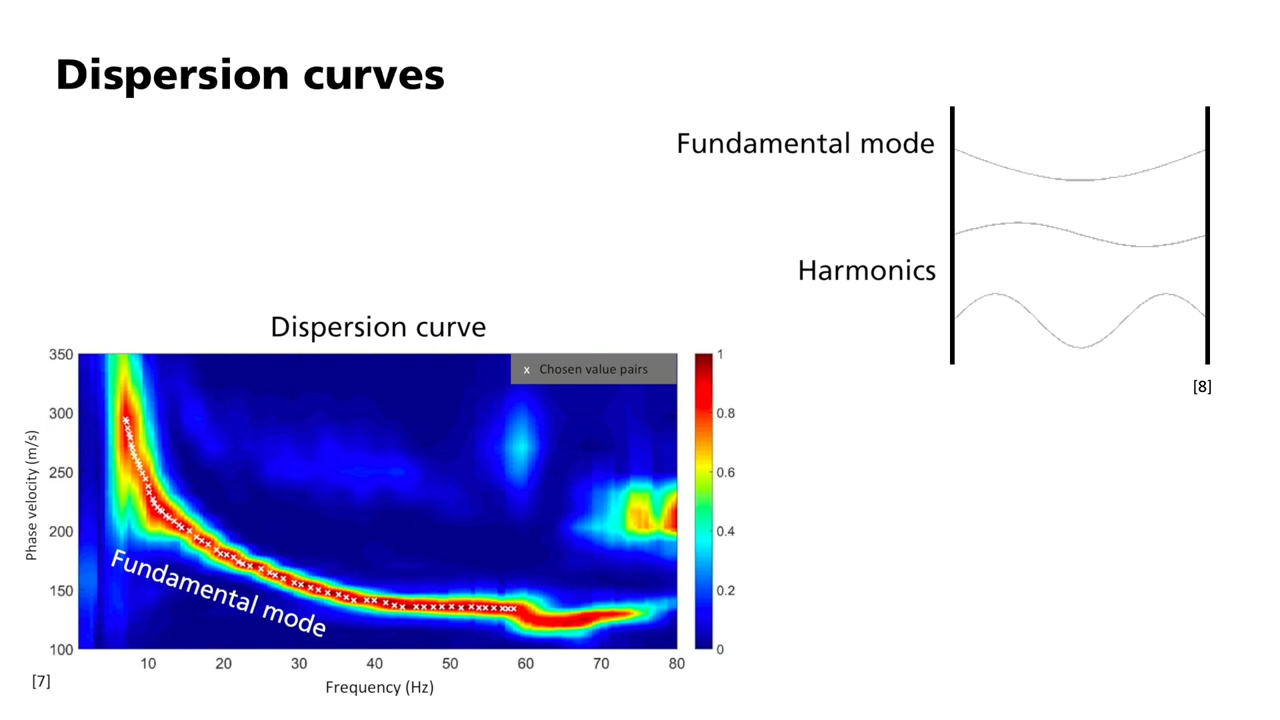 Dispersion curves
Fundamental mode
Harmonics
[8]
Dispersion curve
x Chosen value pairs
Phase velocity (m/s)
350
300
250
200
150
100
Fundamental mode
10 20 30 40 50 60 70 80
Frequency (Hz)
1
0.8
0.6
0.4
0.2
0
[7]